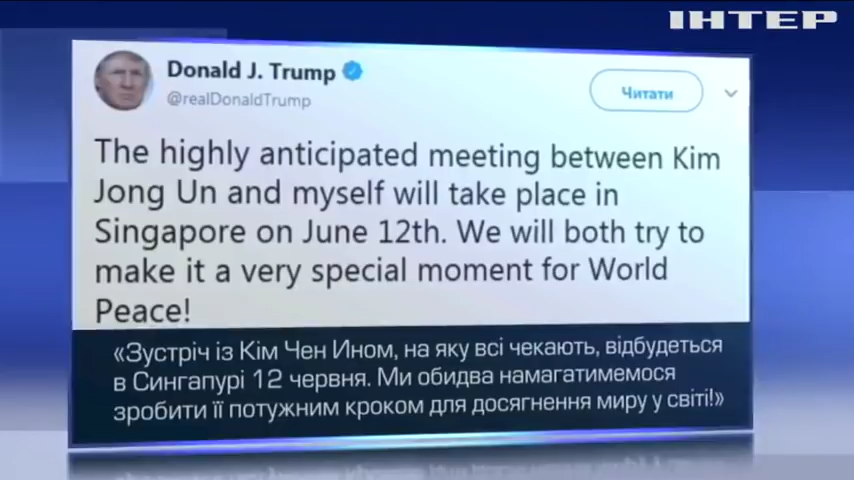 ІНТЕР
Donald J. Trump
@realDonaldTrump
Читати
The highly anticipated meeting between Kim
Jong Un and myself will take place in
Singapore on June 12th. We will both try to
make it a very special moment for World
Peace!
«Зустріч із Кім Чен Ином, на яку всі чекають, відбудеться
в Сингапурі 12 червня. Ми обидва намагатимемося
зробити її потужним кроком для досягнення миру у світі!»